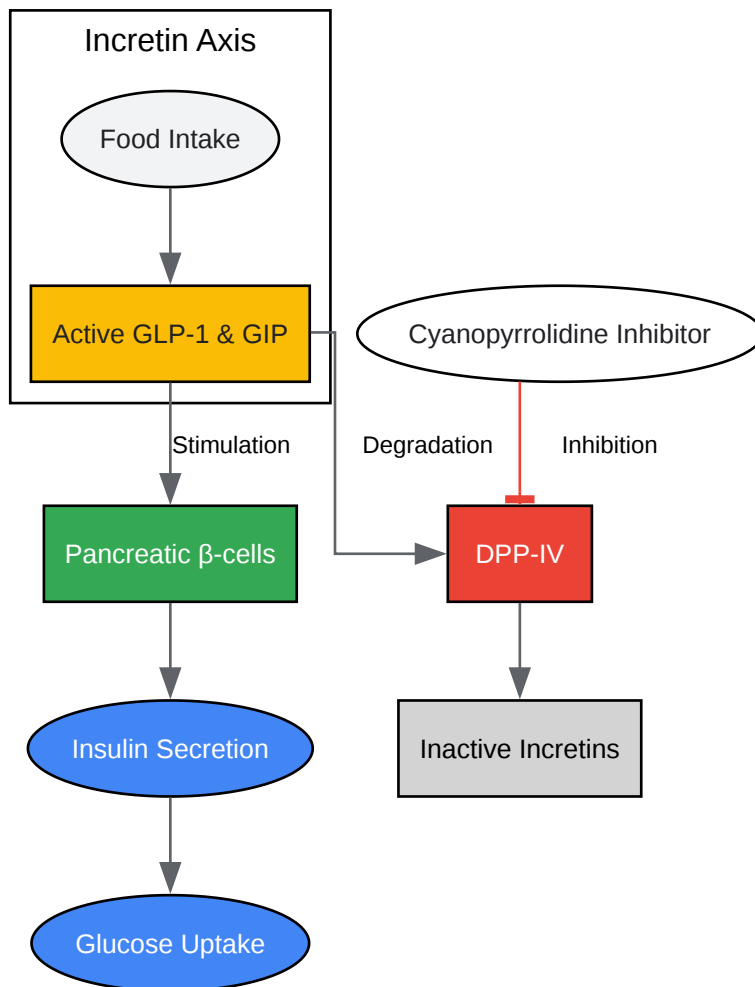 Incretin Axis
Food Intake
Active GLP-1 & GIP
Cyanopyrrolidine Inhibitor
Stimulation
Degradation
Inhibition
Pancreatic β-cells
DPP-IV
Insulin Secretion
Inactive Incretins
Glucose Uptake